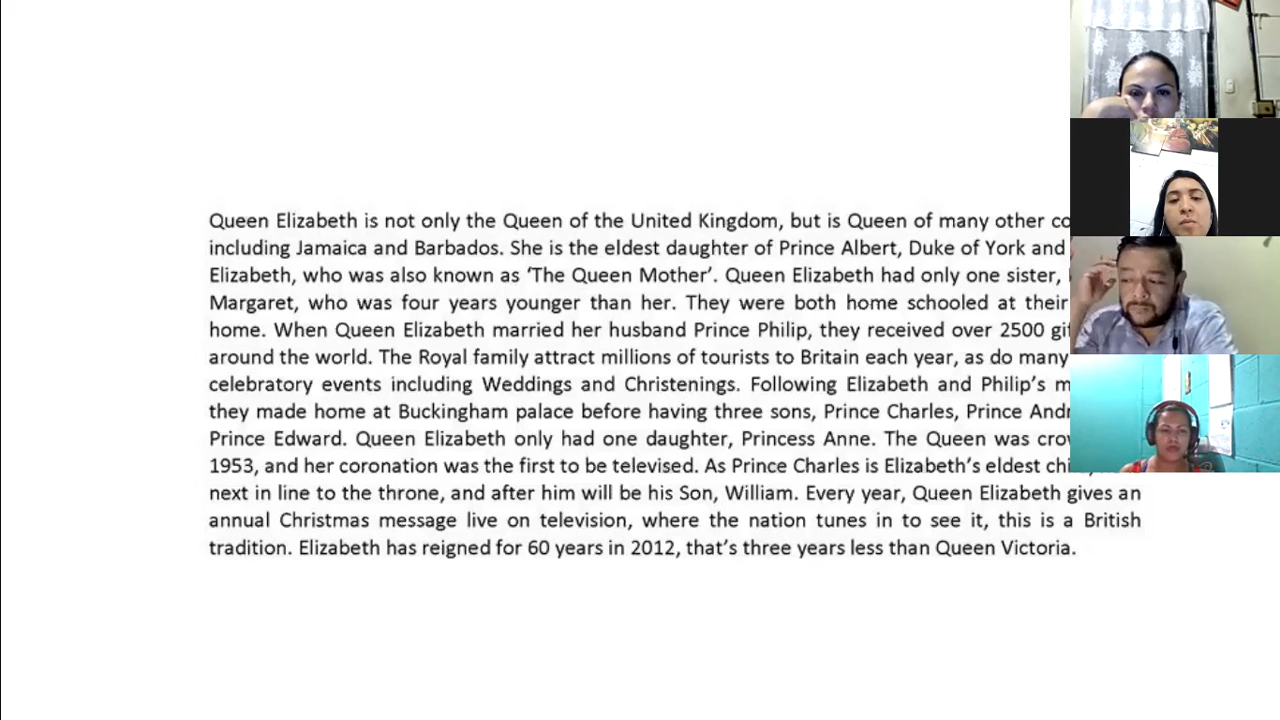 Queen Elizabeth is not only the Queen of the United Kingdom, but is Queen of many other
including Jamaica and Barbados. She is the eldest daughter of Prince Albert, Duke of York and
Elizabeth, who was also known as ‘The Queen Mother’. Queen Elizabeth had only one sister,
Margaret, who was four years younger than her. They were both home schooled at their
home. When Queen Elizabeth married her husband Prince Philip, they received over 2500
around the world. The Royal family attract millions of tourists to Britain each year, as do many
celebratory events including Weddings and Christenings. Following Elizabeth and Philip’s
they made home at Buckingham palace before having three sons, Prince Charles, Prince
Prince Edward. Queen Elizabeth only had one daughter, Princess Anne. The Queen was
1953, and her coronation was the first to be televised. As Prince Charles is Elizabeth’s eldest
next in line to the throne, and after him will be his Son, William. Every year, Queen Elizabeth gives an
annual Christmas message live on television, where the nation tunes in to see it, this is a British
tradition. Elizabeth has reigned for 60 years in 2012, that’s three years less than Queen Victoria.